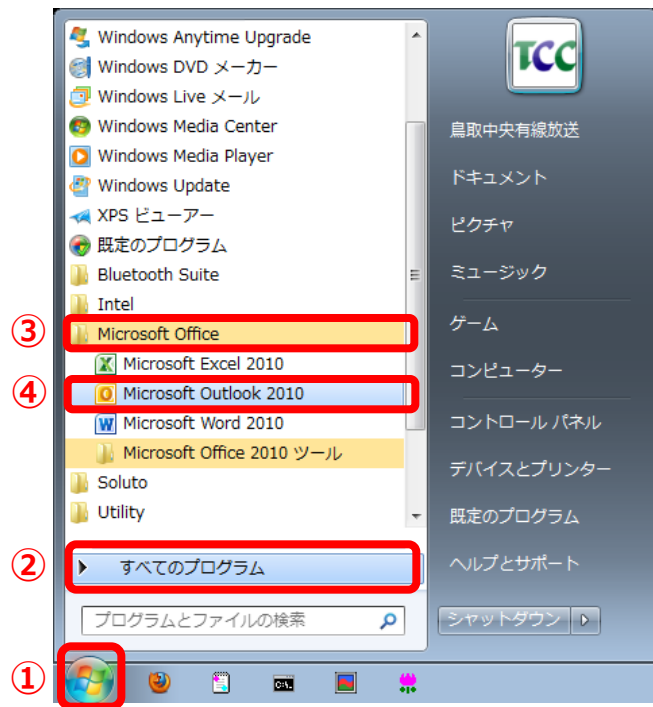 Windows Anytime Upgrade
Windows DVD メーカー
Windows Live メール
Windows Media Center
Windows Media Player
Windows Update
XPS ビューアー
既定のプログラム
Bluetooth Suite
Intel
③
Microsoft Office
Microsoft Excel 2010
④
Microsoft Outlook 2010
Microsoft Word 2010
Microsoft Office 2010 ツール
Soluto
Utility
②
すべてのプログラム
プログラムとファイルの検索
①
C:\.
TCC
鳥取中央有線放送
ドキュメント
ピクチャ
ミュージック
ゲーム
コンピューター
コントロール パネル
デバイスとプリンター
既定のプログラム
ヘルプとサポート
シャットダウン